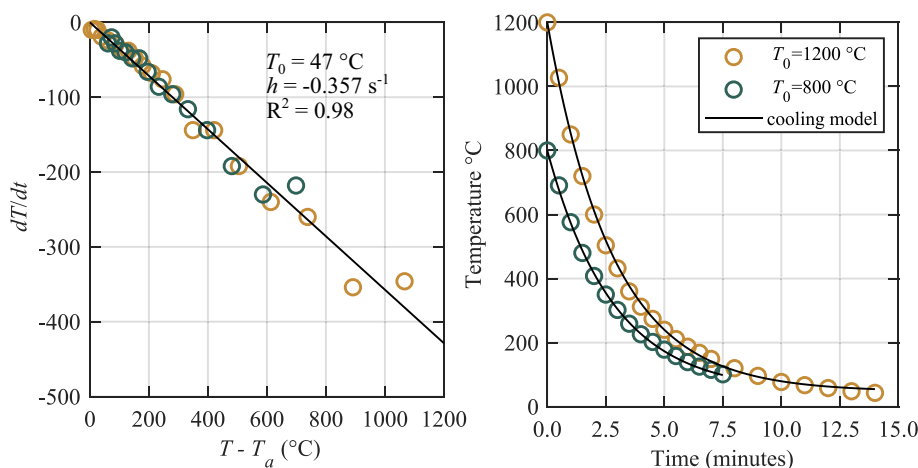 0
-100
-200
-300
-400
-500
dT/dt
0 200 400 600 800 1000 1200
T - Tₐ (°C)
T₀ = 47 °C
h = -0.357 s⁻¹
R² = 0.98
1200
1000
800
600
400
200
0
Temperature °C
0.0 2.5 5.0 7.5 10.0 12.5 15.0
Time (minutes)
T₀=1200 °C
T₀=800 °C
cooling model